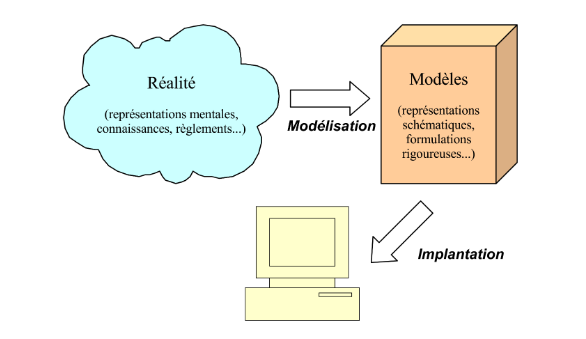 Réalité
(représentations mentales,
connaissances, règlements...)
Modélisation
Modèles
(représentations
schématiques,
formulations
rigoureuses...)
Implantation